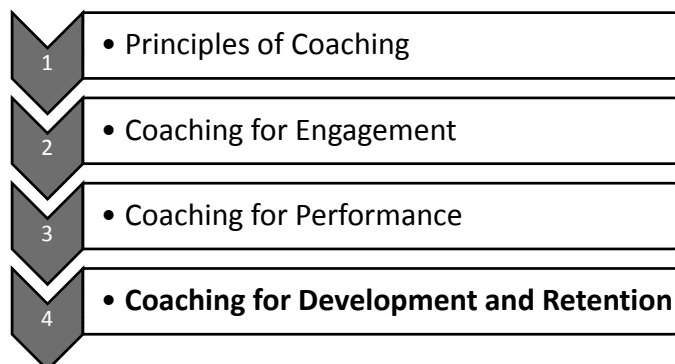 1 • Principles of Coaching
2 • Coaching for Engagement
3 • Coaching for Performance
4 • Coaching for Development and Retention